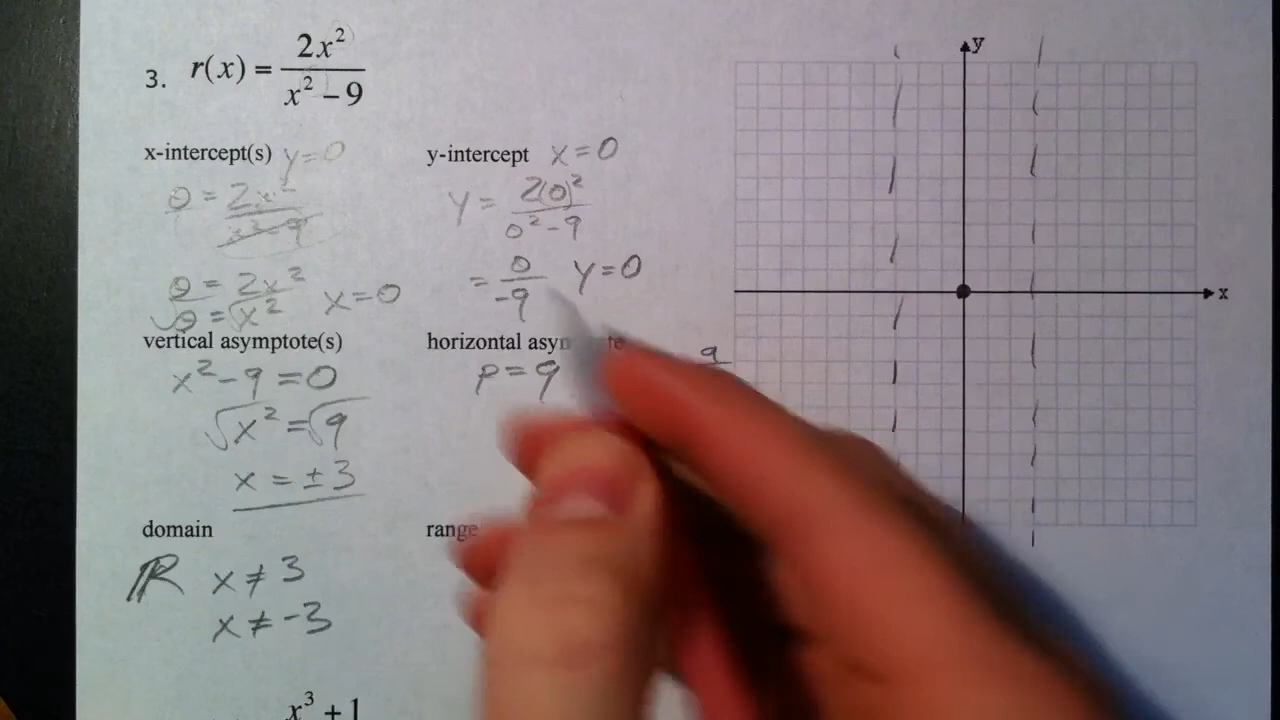 3. r(x) = 2x² / x² − 9
x-intercept(s) y=0
0 = 2x² / x²−9
0 = 2x²
√0 = √x² x=0
y-intercept x=0
y = 2(0)² / 0²−9
= 0/−9 y=0
vertical asymptote(s)
x²−9=0
√x² = √9
x = ±3
horizontal
P = q
domain
ℝ x ≠ 3
x ≠ −3
range
x³ + 1
y
x